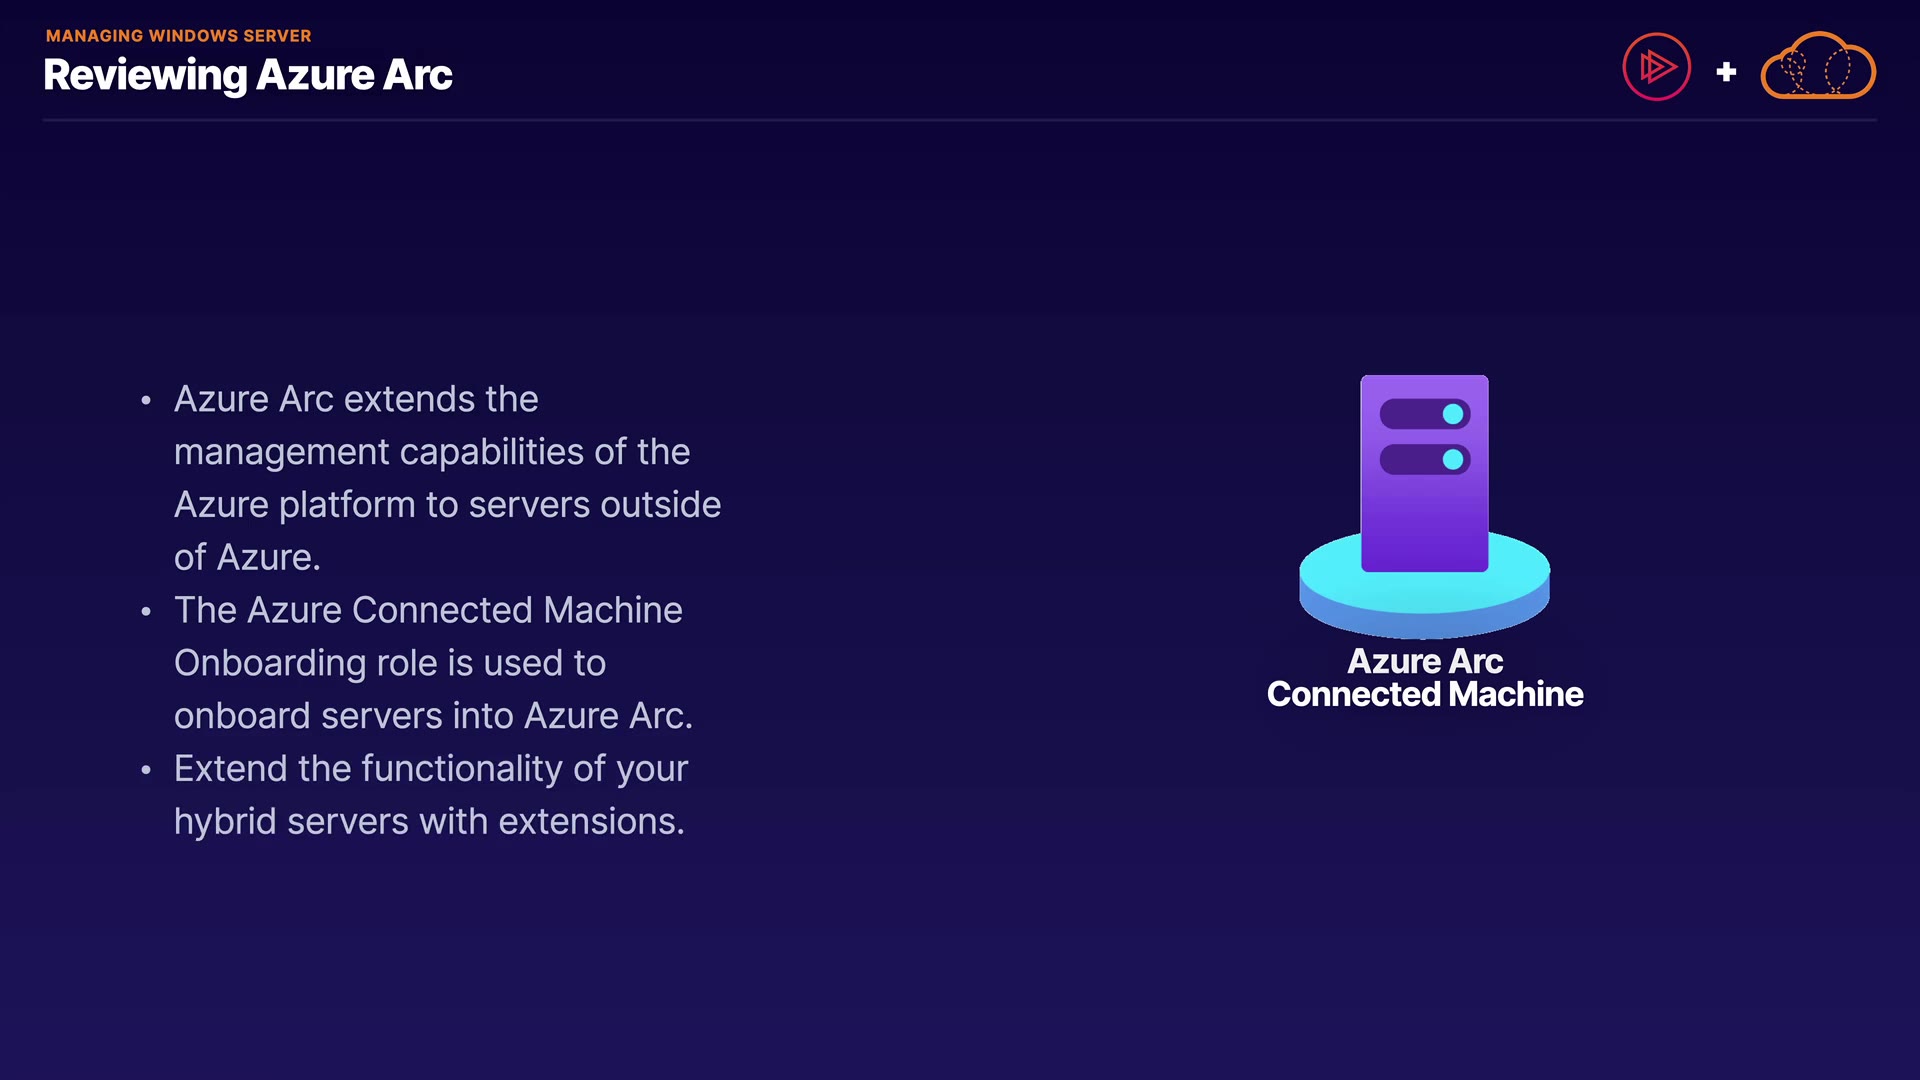 MANAGING WINDOWS SERVER
Reviewing Azure Arc
+
• Azure Arc extends the
management capabilities of the
Azure platform to servers outside
of Azure.
• The Azure Connected Machine
Onboarding role is used to
onboard servers into Azure Arc.
• Extend the functionality of your
hybrid servers with extensions.
Azure Arc
Connected Machine